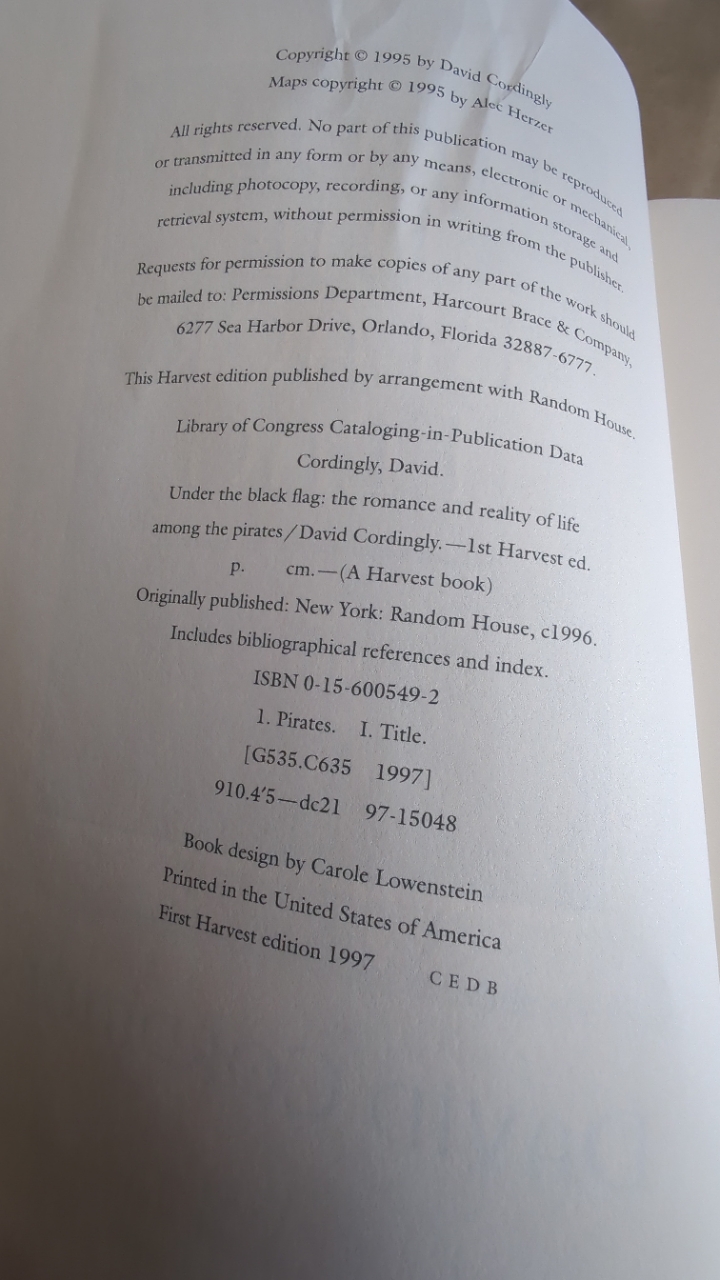 Copyright © 1995 by David Cordingly
Maps copyright © 1995 by Alec Herzer
All rights reserved. No part of this publication may be reproduced
or transmitted in any form or by any means, electronic or mechanical,
including photocopy, recording, or any information storage and
retrieval system, without permission in writing from the publisher.
Requests for permission to make copies of any part of the work should
be mailed to: Permissions Department, Harcourt Brace & Company,
6277 Sea Harbor Drive, Orlando, Florida 32887-6777.
This Harvest edition published by arrangement with Random House.
Library of Congress Cataloging-in-Publication Data
Cordingly, David.
Under the black flag: the romance and reality of life
among the pirates/David Cordingly.—1st Harvest ed.
p. cm.—(A Harvest book)
Originally published: New York: Random House, c1996.
Includes bibliographical references and index.
ISBN 0-15-600549-2
1. Pirates. I. Title.
[G535.C635 1997]
910.4'5—dc21 97-15048
Book design by Carole Lowenstein
Printed in the United States of America
First Harvest edition 1997
C E D B